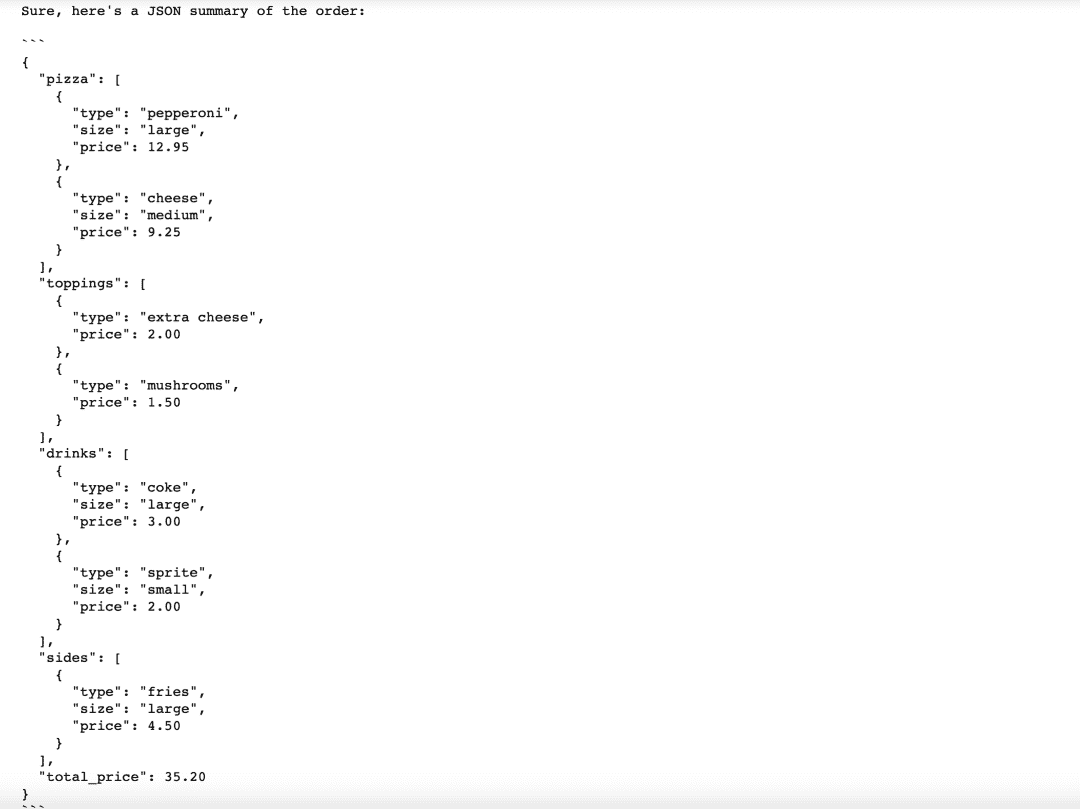 Sure, here's a JSON summary of the order:
```
{
  "pizza": [
    {
      "type": "pepperoni",
      "size": "large",
      "price": 12.95
    },
    {
      "type": "cheese",
      "size": "medium",
      "price": 9.25
    }
  ],
  "toppings": [
    {
      "type": "extra cheese",
      "price": 2.00
    },
    {
      "type": "mushrooms",
      "price": 1.50
    }
  ],
  "drinks": [
    {
      "type": "coke",
      "size": "large",
      "price": 3.00
    },
    {
      "type": "sprite",
      "size": "small",
      "price": 2.00
    }
  ],
  "sides": [
    {
      "type": "fries",
      "size": "large",
      "price": 4.50
    }
  ],
  "total_price": 35.20
}
```